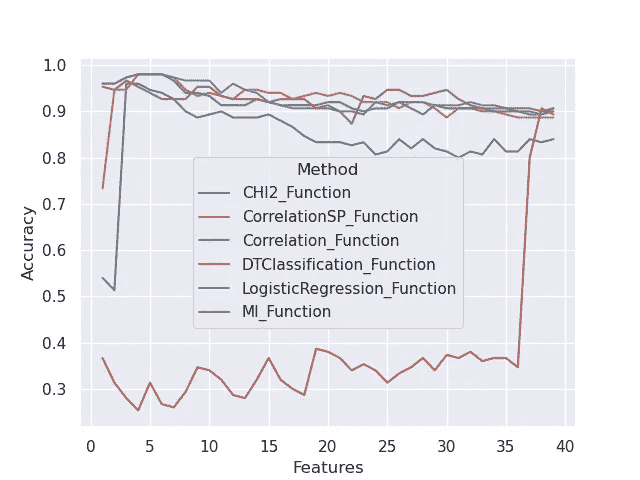 1.0
0.9
0.8
0.7
0.6
0.5
0.4
0.3
Accuracy
Method
CHI2_Function
CorrelationSP_Function
Correlation_Function
DTClassification_Function
LogisticRegression_Function
MI_Function
0 5 10 15 20 25 30 35 40
Features